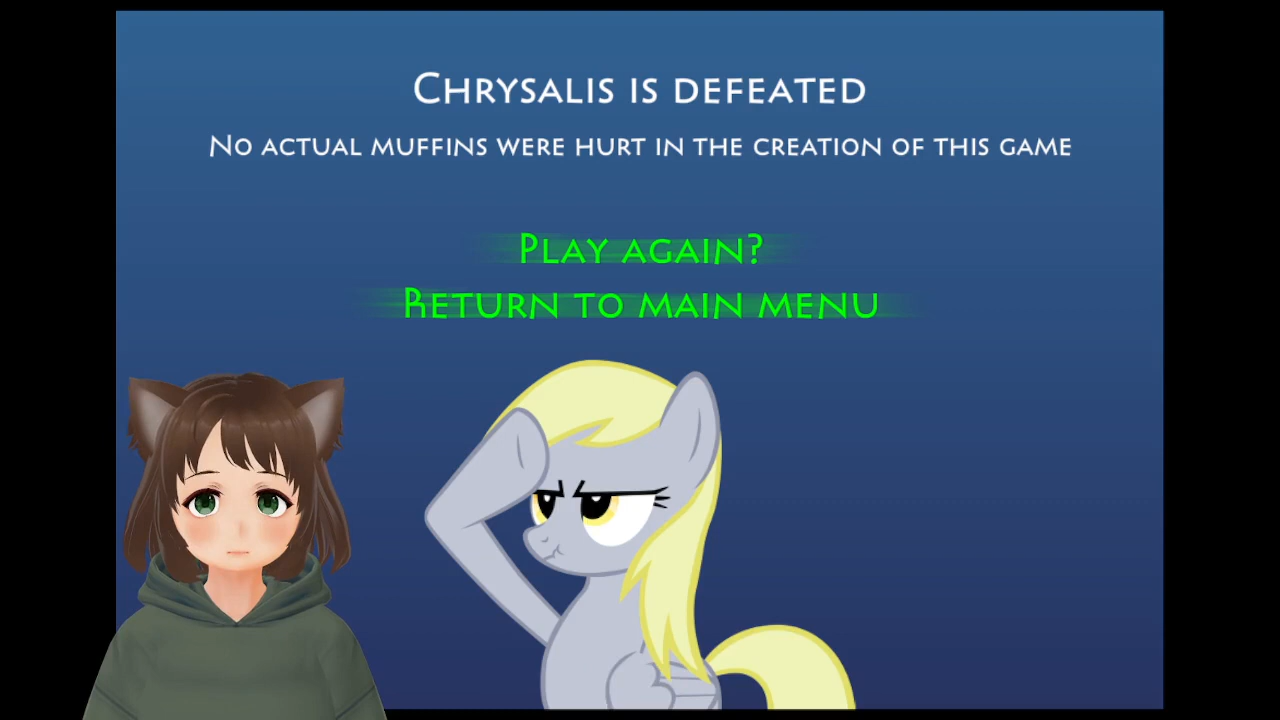 Chrysalis is defeated
No actual muffins were hurt in the creation of this game
Play again?
Return to main menu